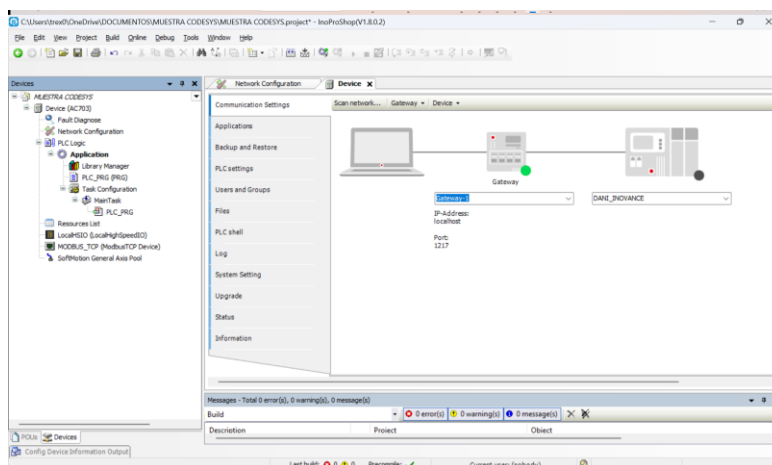 C:\Users\trex0\OneDrive\DOCUMENTOS\MUESTRA CODESYS\MUESTRA CODESYS.project* - InoProShop(V1.8.0.2)
File Edit View Project Build Online Debug Tools Window Help
Devices
MUESTRA CODESYS
Device (AC703)
Fault Diagnose
Network Configuration
PLC Logic
Application
Library Manager
PLC_PRG (PRG)
Task Configuration
MainTask
PLC_PRG
Resources List
LocalHSIO (LocalHighSpeedIO)
MODBUS_TCP (ModbusTCP Device)
SoftMotion General Axis Pool
POUs Devices
Config Device Information Output
Network Configuration Device
Communication Settings
Applications
Backup and Restore
PLC settings
Users and Groups
Files
PLC shell
Log
System Setting
Upgrade
Status
Information
Scan network... Gateway Device
Gateway
Gateway-1 DANI_INOVANCE
IP-Address:
localhost
Port:
1217
Messages - Total 0 error(s), 0 warning(s), 0 message(s)
Build 0 error(s) 0 warning(s) 0 message(s)
Description Project Object
Last build: 0 0 Precompile: Current user: (nobody)